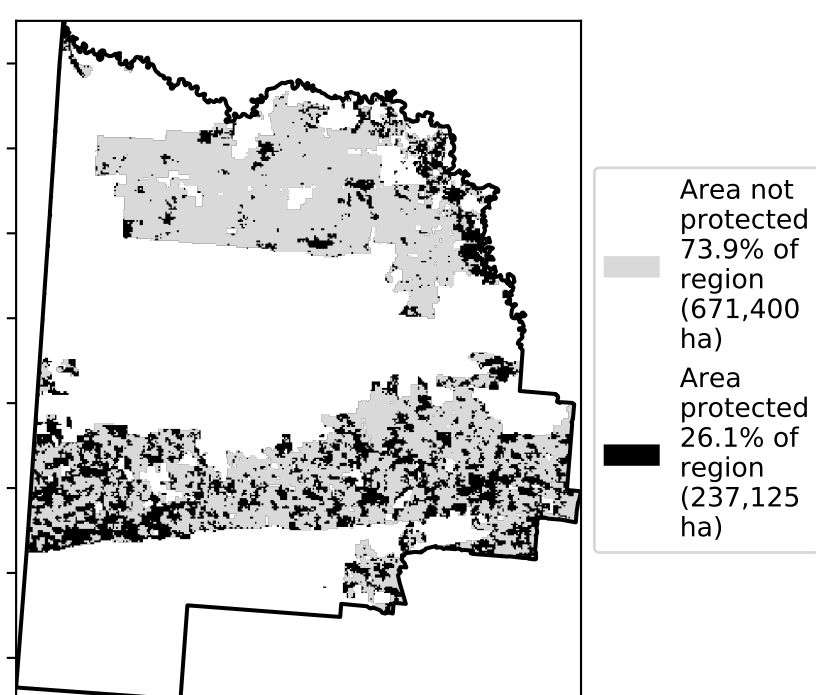 Area not
protected
73.9% of
region
(671,400
ha)
Area
protected
26.1% of
region
(237,125
ha)